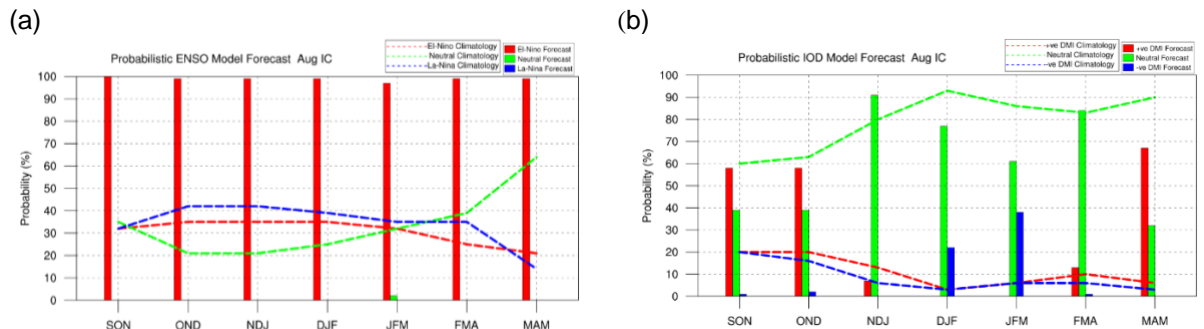 (a)
Probabilistic ENSO Model Forecast Aug IC
El-Nino Climatology
Neutral Climatology
La-Nina Climatology
El-Nino Forecast
Neutral Forecast
La-Nina Forecast
Probability (%)
100
90
80
70
60
50
40
30
20
10
0
SON OND NDJ DJF JFM FMA MAM
(b)
Probabilistic IOD Model Forecast Aug IC
+ve DMI Climatology
Neutral Climatology
-ve DMI Climatology
+ve DMI Forecast
Neutral Forecast
-ve DMI Forecast
Probability (%)
100
90
80
70
60
50
40
30
20
10
0
SON OND NDJ DJF JFM FMA MAM